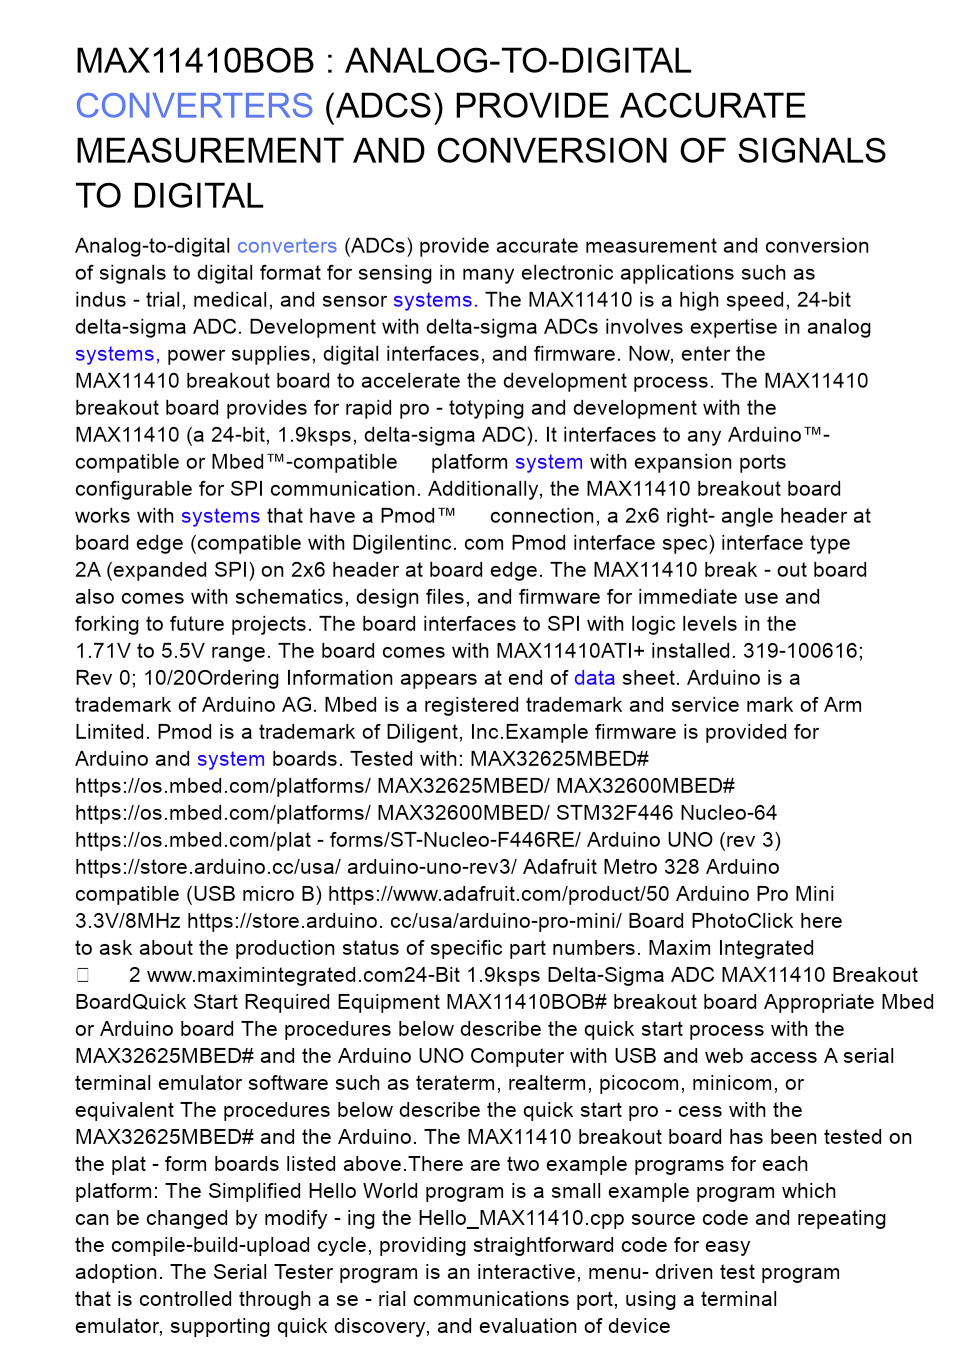 MAX11410BOB : ANALOG-TO-DIGITAL
CONVERTERS (ADCS) PROVIDE ACCURATE
MEASUREMENT AND CONVERSION OF SIGNALS
TO DIGITAL
Analog-to-digital converters (ADCs) provide accurate measurement and conversion
of signals to digital format for sensing in many electronic applications such as
indus - trial, medical, and sensor systems. The MAX11410 is a high speed, 24-bit
delta-sigma ADC. Development with delta-sigma ADCs involves expertise in analog
systems, power supplies, digital interfaces, and firmware. Now, enter the
MAX11410 breakout board to accelerate the development process. The MAX11410
breakout board provides for rapid pro - totyping and development with the
MAX11410 (a 24-bit, 1.9ksps, delta-sigma ADC). It interfaces to any Arduino™-
compatible or Mbed™-compatible platform system with expansion ports
configurable for SPI communication. Additionally, the MAX11410 breakout board
works with systems that have a Pmod™ connection, a 2x6 right- angle header at
board edge (compatible with Digilentinc. com Pmod interface spec) interface type
2A (expanded SPI) on 2x6 header at board edge. The MAX11410 break - out board
also comes with schematics, design files, and firmware for immediate use and
forking to future projects. The board interfaces to SPI with logic levels in the
1.71V to 5.5V range. The board comes with MAX11410ATI+ installed. 319-100616;
Rev 0; 10/20Ordering Information appears at end of data sheet. Arduino is a
trademark of Arduino AG. Mbed is a registered trademark and service mark of Arm
Limited. Pmod is a trademark of Diligent, Inc.Example firmware is provided for
Arduino and system boards. Tested with: MAX32625MBED#
https://os.mbed.com/platforms/ MAX32625MBED/ MAX32600MBED#
https://os.mbed.com/platforms/ MAX32600MBED/ STM32F446 Nucleo-64
https://os.mbed.com/plat - forms/ST-Nucleo-F446RE/ Arduino UNO (rev 3)
https://store.arduino.cc/usa/ arduino-uno-rev3/ Adafruit Metro 328 Arduino
compatible (USB micro B) https://www.adafruit.com/product/50 Arduino Pro Mini
3.3V/8MHz https://store.arduino. cc/usa/arduino-pro-mini/ Board PhotoClick here
to ask about the production status of specific part numbers. Maxim Integrated
2 www.maximintegrated.com24-Bit 1.9ksps Delta-Sigma ADC MAX11410 Breakout
BoardQuick Start Required Equipment MAX11410BOB# breakout board Appropriate Mbed
or Arduino board The procedures below describe the quick start process with the
MAX32625MBED# and the Arduino UNO Computer with USB and web access A serial
terminal emulator software such as teraterm, realterm, picocom, minicom, or
equivalent The procedures below describe the quick start pro - cess with the
MAX32625MBED# and the Arduino. The MAX11410 breakout board has been tested on
the plat - form boards listed above.There are two example programs for each
platform: The Simplified Hello World program is a small example program which
can be changed by modify - ing the Hello_MAX11410.cpp source code and repeating
the compile-build-upload cycle, providing straightforward code for easy
adoption. The Serial Tester program is an interactive, menu- driven test program
that is controlled through a se - rial communications port, using a terminal
emulator, supporting quick discovery, and evaluation of device